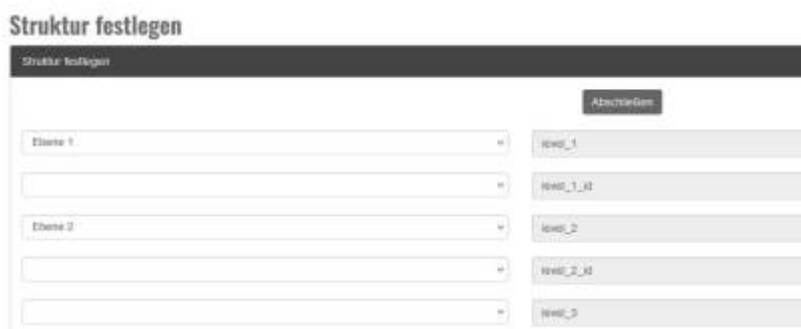 Struktur festlegen
Struktur festlegen
Abschließen
Ebene 1 level_1
level_1_id
Ebene 2 level_2
level_2_id
level_3